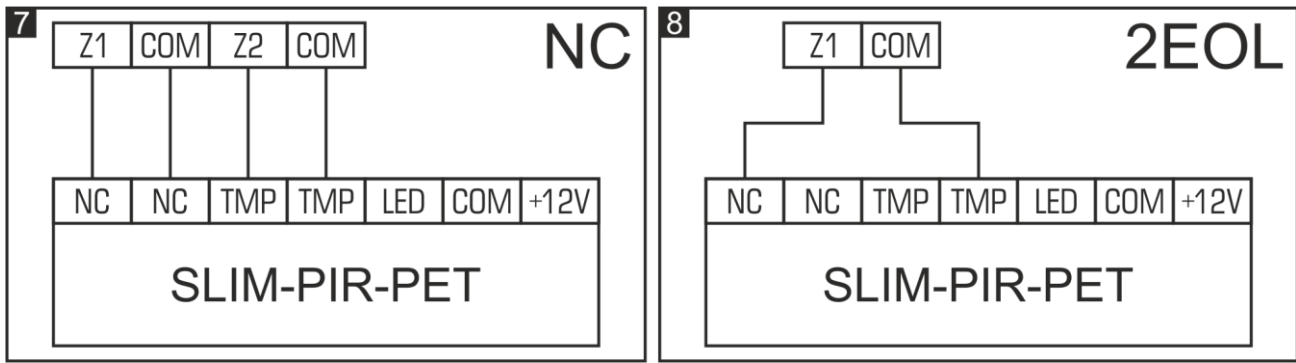 7
Z1 COM Z2 COM
NC
NC NC TMP TMP LED COM +12V
SLIM-PIR-PET
8
Z1 COM
2EOL
NC NC TMP TMP LED COM +12V
SLIM-PIR-PET